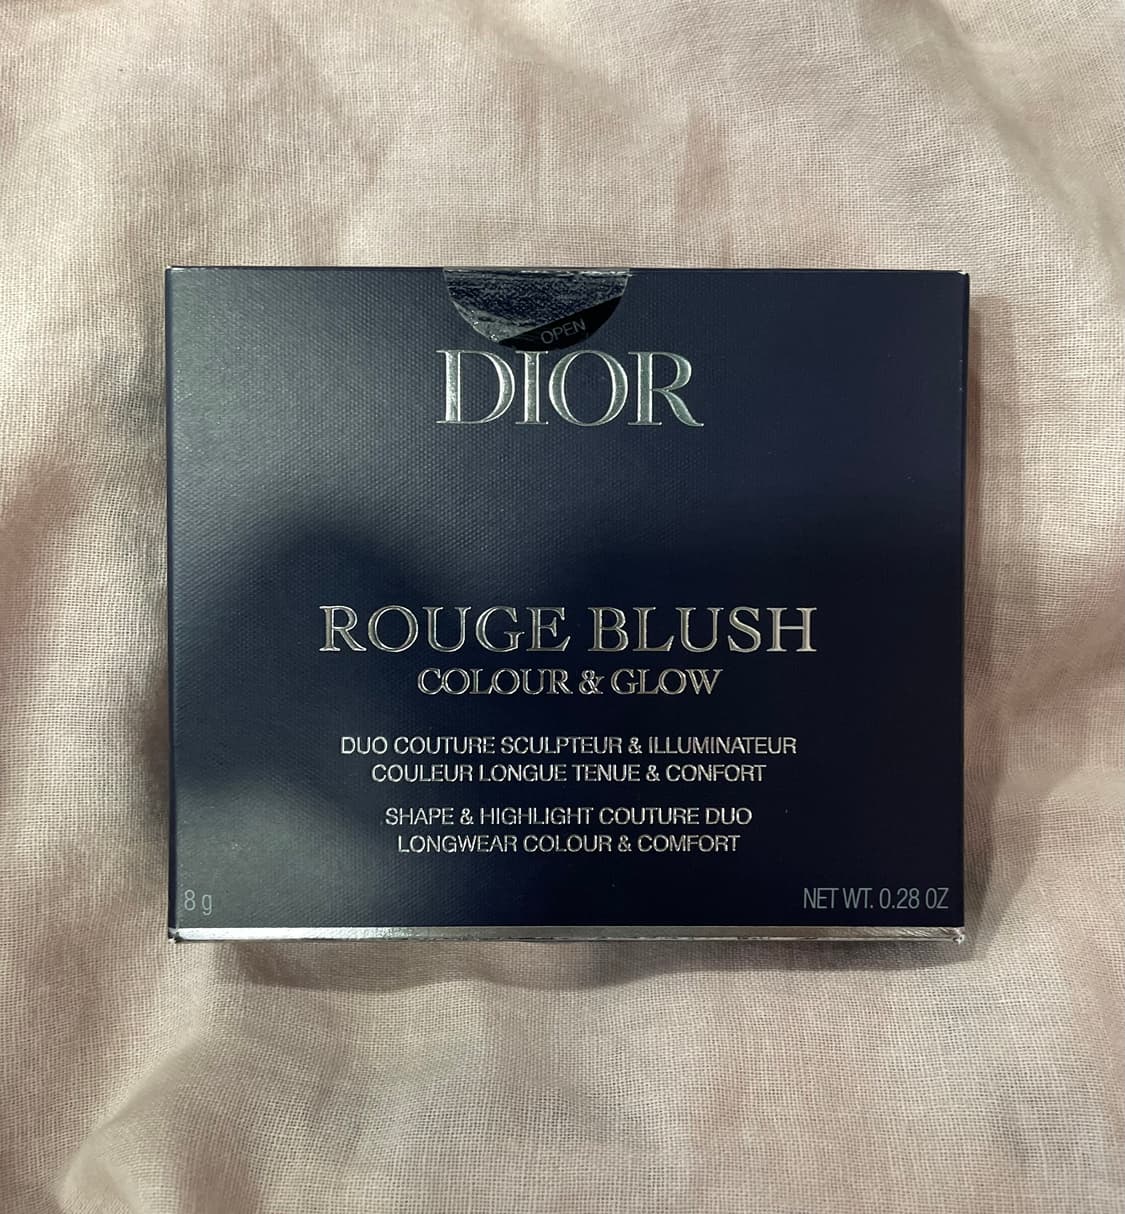 OPEN
DIOR
ROUGE BLUSH
COLOUR & GLOW
DUO COUTURE SCULPTEUR & ILLUMINATEUR
COULEUR LONGUE TENUE & CONFORT
SHAPE & HIGHLIGHT COUTURE DUO
LONGWEAR COLOUR & COMFORT
8 g NET WT. 0.28 OZ